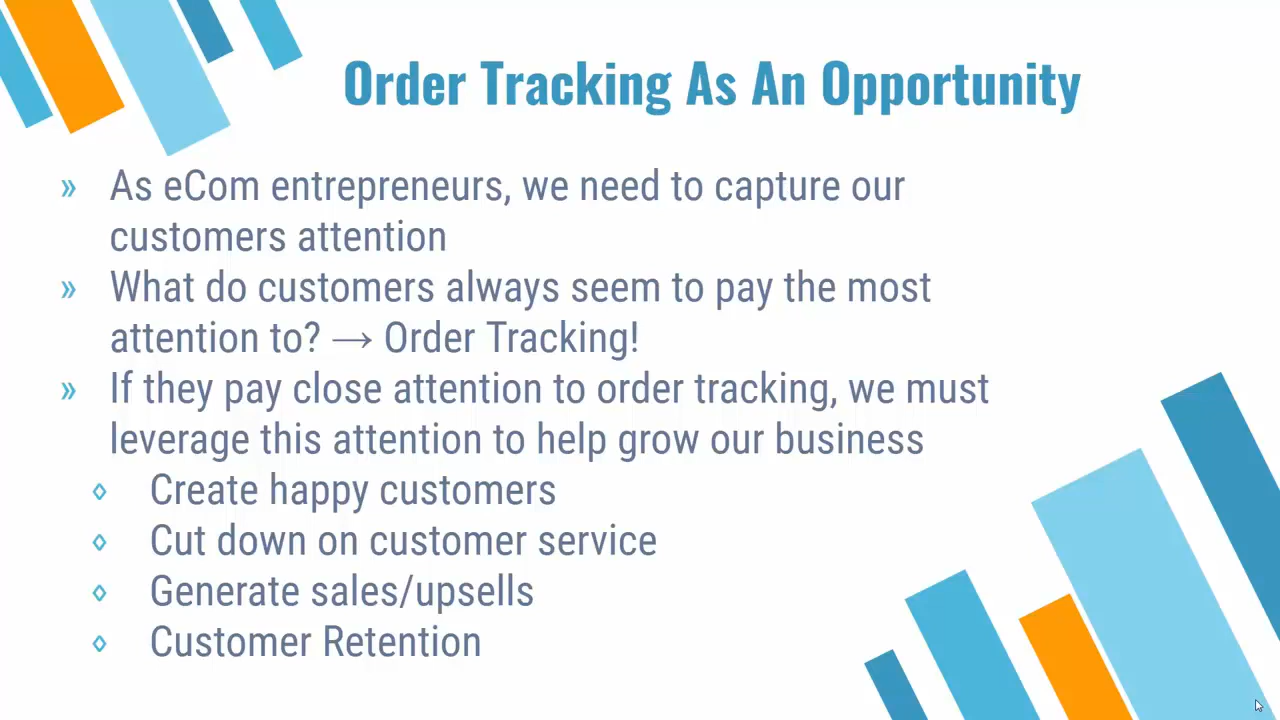 Order Tracking As An Opportunity
» As eCom entrepreneurs, we need to capture our
customers attention
» What do customers always seem to pay the most
attention to? → Order Tracking!
» If they pay close attention to order tracking, we must
leverage this attention to help grow our business
◊ Create happy customers
◊ Cut down on customer service
◊ Generate sales/upsells
◊ Customer Retention